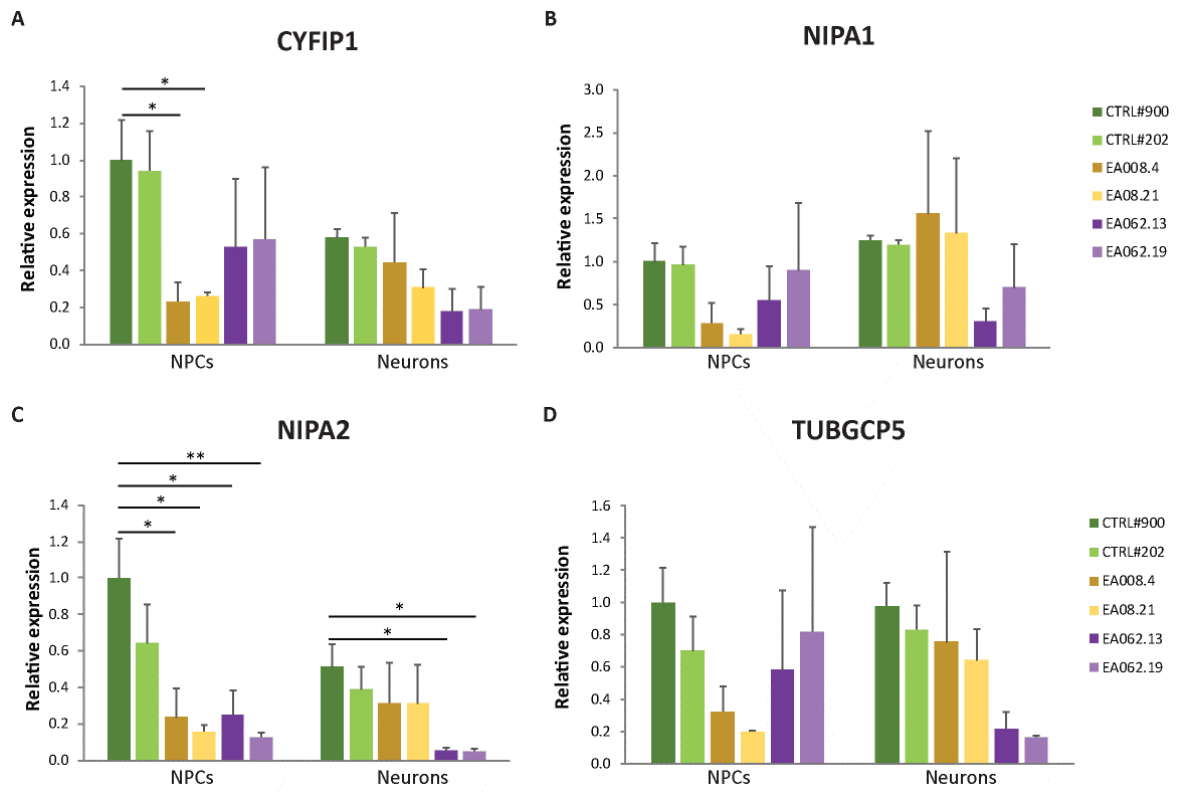 A
CYFIP1
Relative expression
1.4
1.2
1.0
0.8
0.6
0.4
0.2
0.0
*
*
NPCs
Neurons
B
NIPA1
Relative expression
3.0
2.5
2.0
1.5
1.0
0.5
0.0
NPCs
Neurons
CTRL#900
CTRL#202
EA008.4
EA08.21
EA062.13
EA062.19
C
NIPA2
Relative expression
1.4
1.2
1.0
0.8
0.6
0.4
0.2
0.0
**
*
*
*
*
*
NPCs
Neurons
D
TUBGCP5
Relative expression
1.6
1.4
1.2
1.0
0.8
0.6
0.4
0.2
0.0
NPCs
Neurons
CTRL#900
CTRL#202
EA008.4
EA08.21
EA062.13
EA062.19